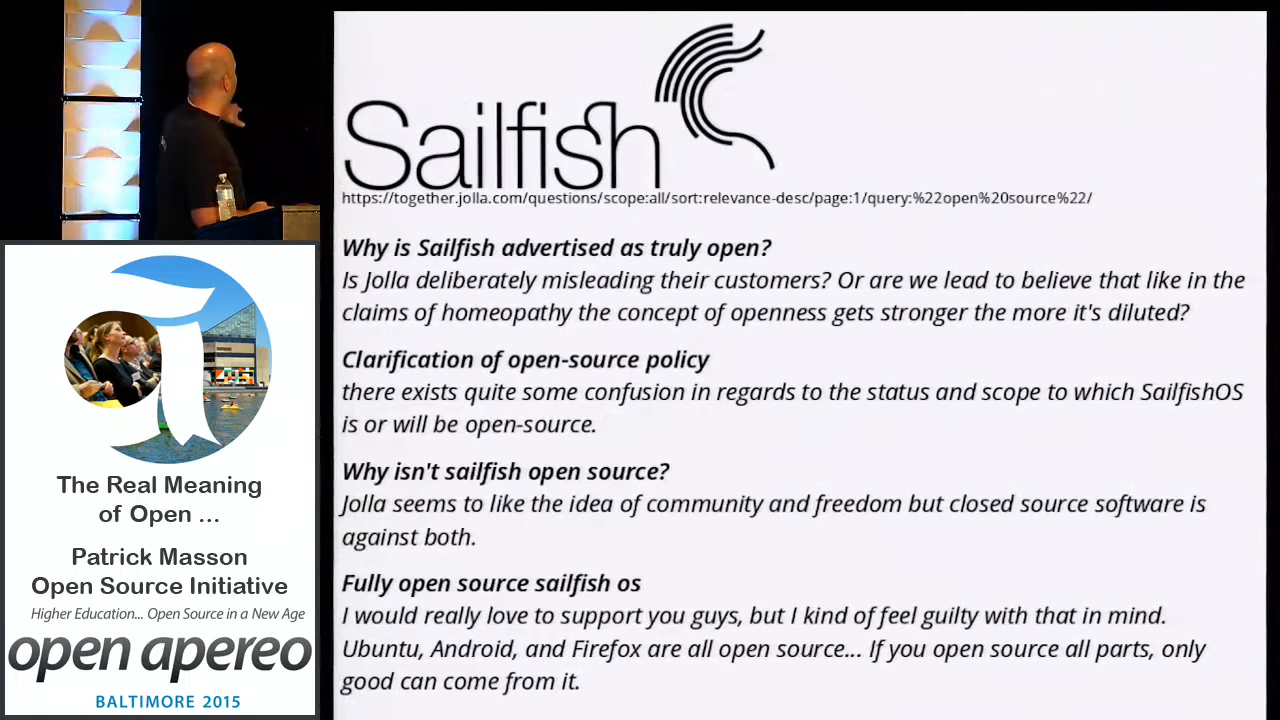 Sailfish
https://together.jolla.com/questions/scope:all/sort:relevance-desc/page:1/query:%22open%20source%22/
Why is Sailfish advertised as truly open?
Is Jolla deliberately misleading their customers? Or are we lead to believe that like in the
claims of homeopathy the concept of openness gets stronger the more it's diluted?
Clarification of open-source policy
there exists quite some confusion in regards to the status and scope to which SailfishOS
is or will be open-source.
Why isn't sailfish open source?
Jolla seems to like the idea of community and freedom but closed source software is
against both.
Fully open source sailfish os
I would really love to support you guys, but I kind of feel guilty with that in mind.
Ubuntu, Android, and Firefox are all open source... If you open source all parts, only
good can come from it.
The Real Meaning
of Open ...
Patrick Masson
Open Source Initiative
Higher Education... Open Source in a New Age
open apereo
BALTIMORE 2015